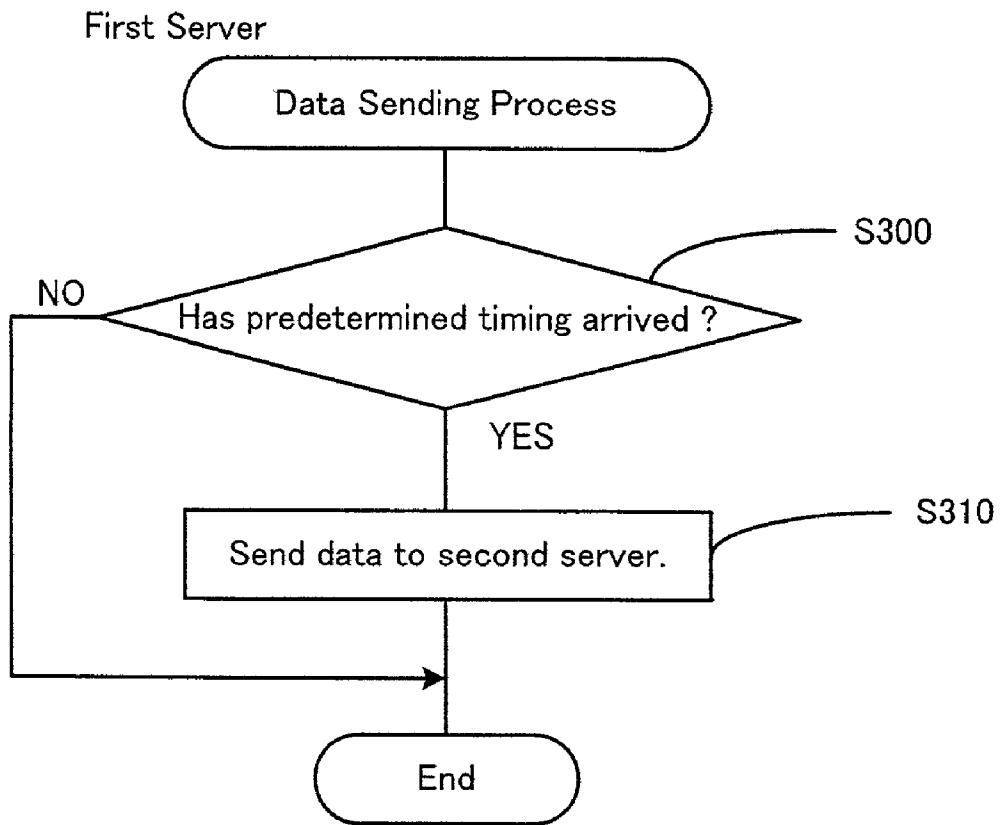 First Server
Data Sending Process
S300
NO
Has predetermined timing arrived ?
YES
S310
Send data to second server.
End